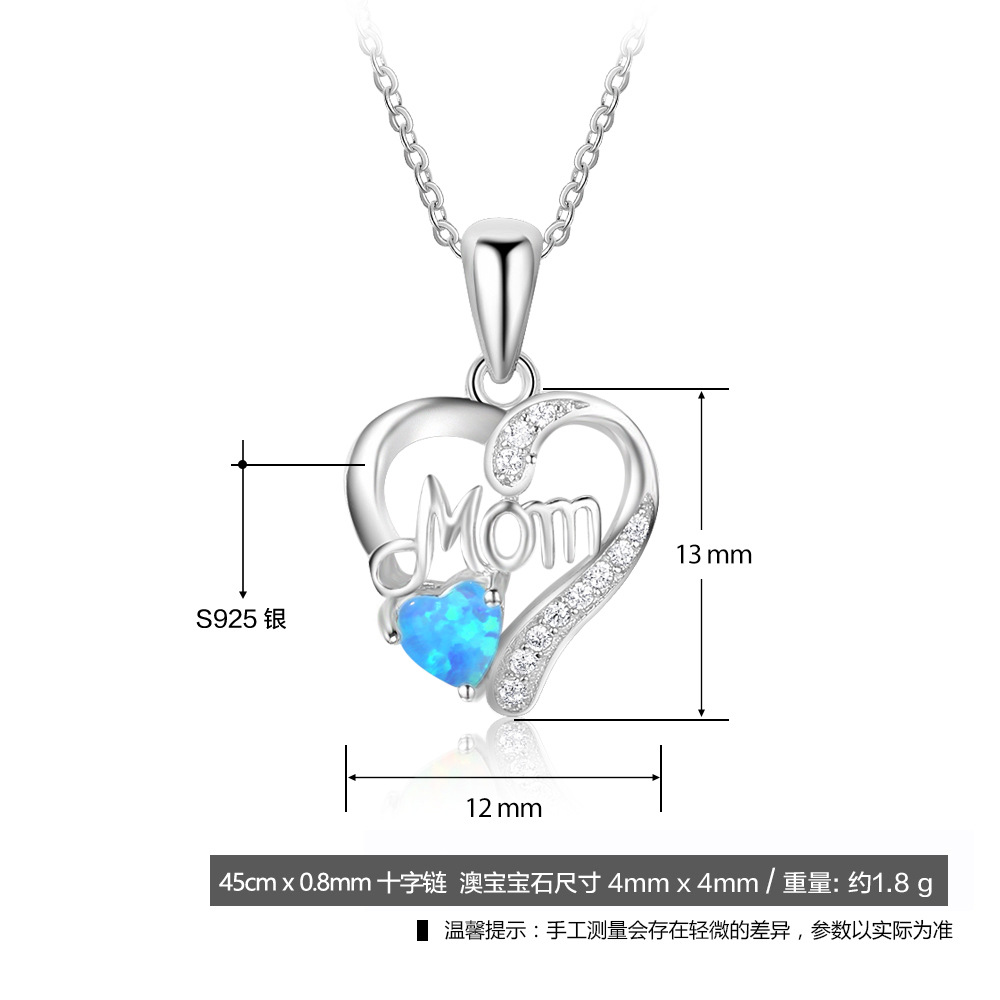 Mom
13 mm
S925 银
12 mm
45cm x 0.8mm 十字链 澳宝宝石尺寸 4mm x 4mm / 重量: 约1.8 g
温馨提示：手工测量会存在轻微的差异，参数以实际为准